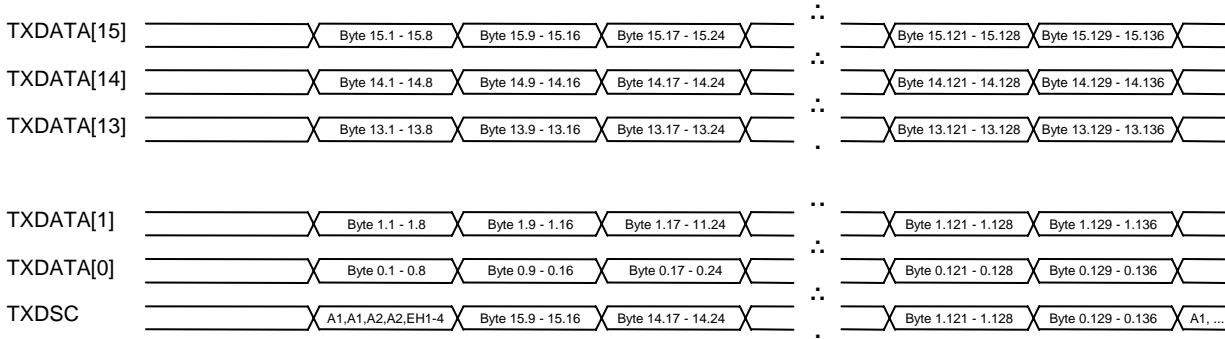 TXDATA[15] Byte 15.1 - 15.8 Byte 15.9 - 15.16 Byte 15.17 - 15.24 Byte 15.121 - 15.128 Byte 15.129 - 15.136
TXDATA[14] Byte 14.1 - 14.8 Byte 14.9 - 14.16 Byte 14.17 - 14.24 Byte 14.121 - 14.128 Byte 14.129 - 14.136
TXDATA[13] Byte 13.1 - 13.8 Byte 13.9 - 13.16 Byte 13.17 - 13.24 Byte 13.121 - 13.128 Byte 13.129 - 13.136
TXDATA[1] Byte 1.1 - 1.8 Byte 1.9 - 1.16 Byte 1.17 - 11.24 Byte 1.121 - 1.128 Byte 1.129 - 1.136
TXDATA[0] Byte 0.1 - 0.8 Byte 0.9 - 0.16 Byte 0.17 - 0.24 Byte 0.121 - 0.128 Byte 0.129 - 0.136
TXDSC A1,A1,A2,A2,EH1-4 Byte 15.9 - 15.16 Byte 14.17 - 14.24 Byte 1.121 - 1.128 Byte 0.129 - 0.136 A1, ...